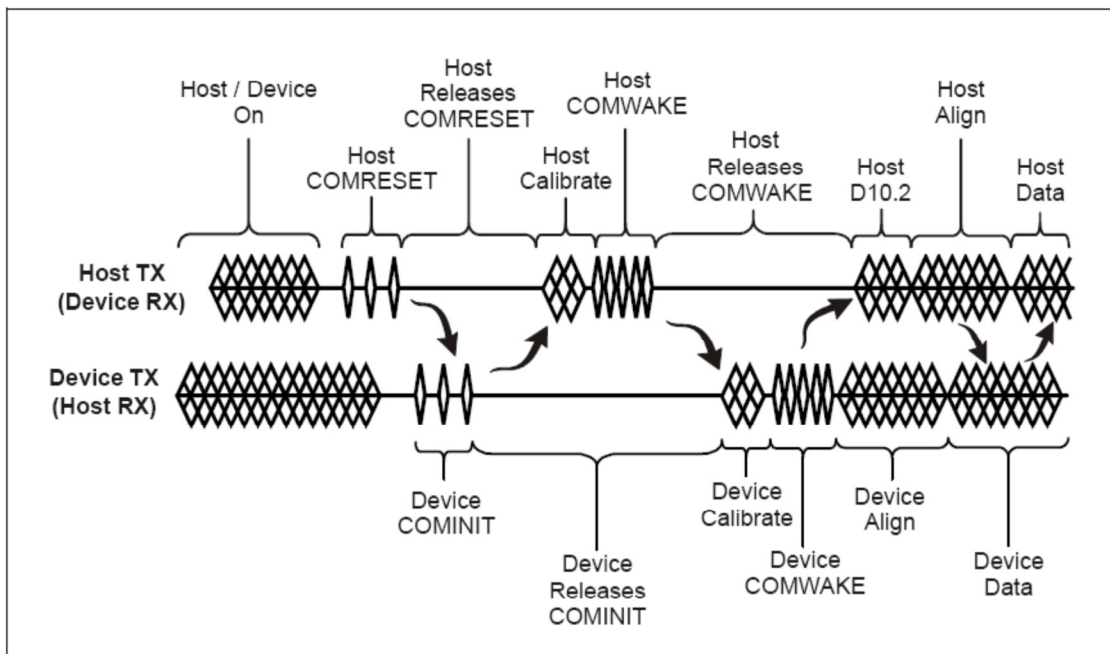 Host / Device
On
Host
COMRESET
Host
Releases
COMRESET
Host
Calibrate
Host
COMWAKE
Host
Releases
COMWAKE
Host
D10.2
Host
Align
Host
Data
Host TX
(Device RX)
Device TX
(Host RX)
Device
COMINIT
Device
Releases
COMINIT
Device
Calibrate
Device
COMWAKE
Device
Align
Device
Data